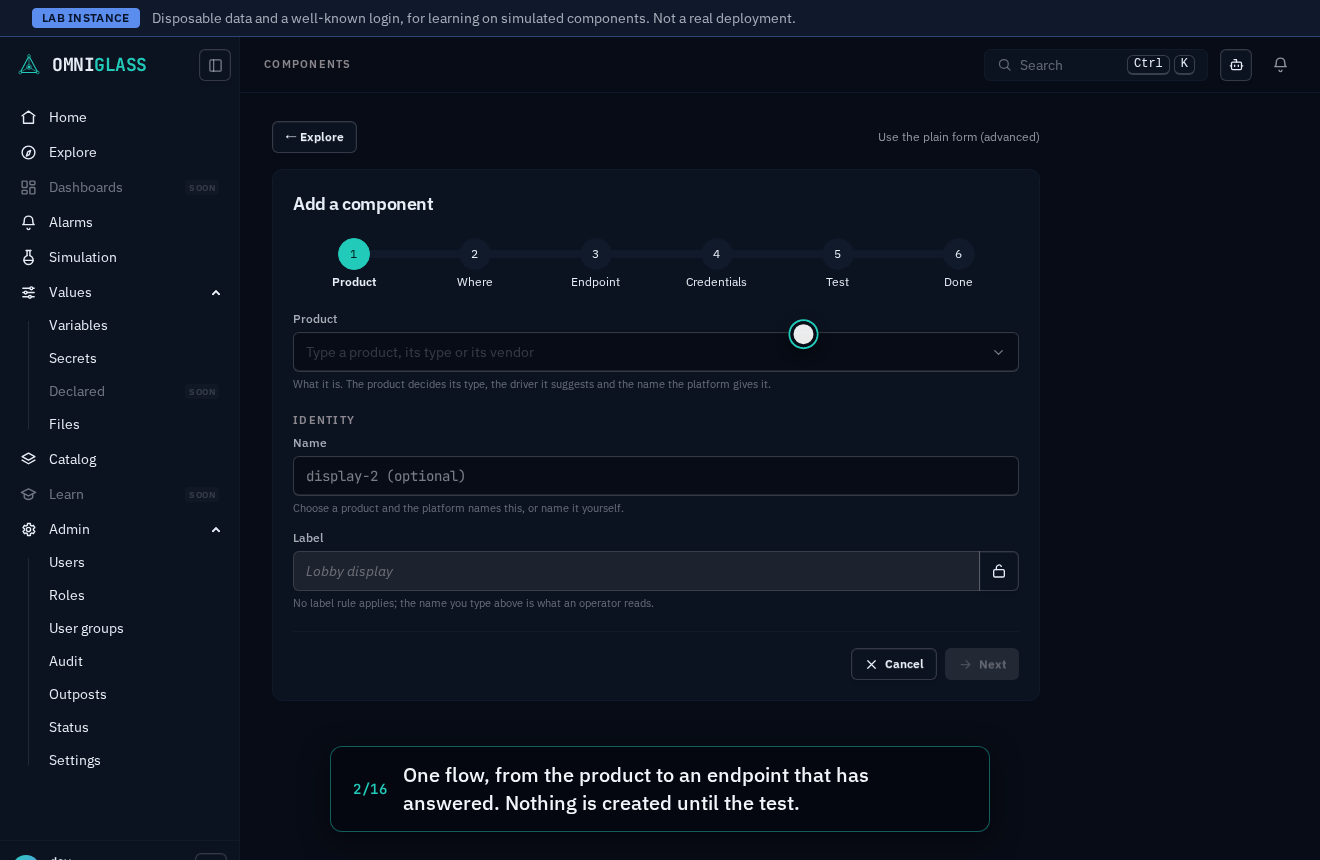 LAB INSTANCE Disposable data and a well-known login, for learning on simulated components. Not a real deployment.
OMNIGLASS
COMPONENTS
Search Ctrl K
Home
Explore
Dashboards SOON
Alarms
Simulation
Values
Variables
Secrets
Declared SOON
Files
Catalog
Learn SOON
Admin
Users
Roles
User groups
Audit
Outposts
Status
Settings
← Explore
Use the plain form (advanced)
Add a component
1 2 3 4 5 6
Product Where Endpoint Credentials Test Done
Product
Type a product, its type or its vendor
What it is. The product decides its type, the driver it suggests and the name the platform gives it.
IDENTITY
Name
display-2 (optional)
Choose a product and the platform names this, or name it yourself.
Label
Lobby display
No label rule applies; the name you type above is what an operator reads.
Cancel
Next
2/16
One flow, from the product to an endpoint that has
answered. Nothing is created until the test.